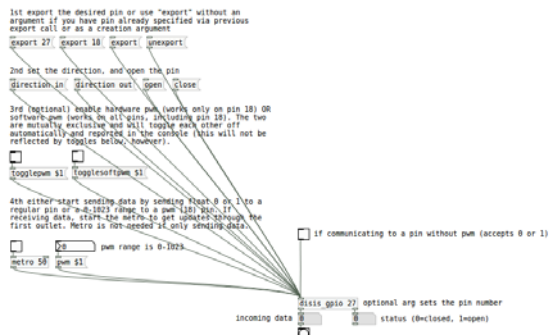 1st export the desired pin or use "export" without an
argument if you have pin already specified via previous
export call or as a creation argument
export 27 export 18 export unexport
2nd set the direction, and open the pin
direction in direction out open close
3rd (optional) enable hardware pwm (works only on pin 18) OR
software pwm (works on all pins, including pin 18). The two
are mutually exclusive and will toggle each other off
automatically and reported in the console (this will not be
reflected by toggles below, however).
togglepwm $1 togglesoftpwm $1
4th either start sending data by sending float 0 or 1 to a
regular pin or a 0-1023 range to a pwm (18) pin. If
receiving data, start the metro to get updates through the
first outlet. Metro is not needed if only sending data.
if communicating to a pin without pwm (accepts 0 or 1)
0 pwm range is 0-1023
metro 50 pwm $1
disis_gpio 27 optional arg sets the pin number
incoming data 0 0 status (0=closed, 1=open)